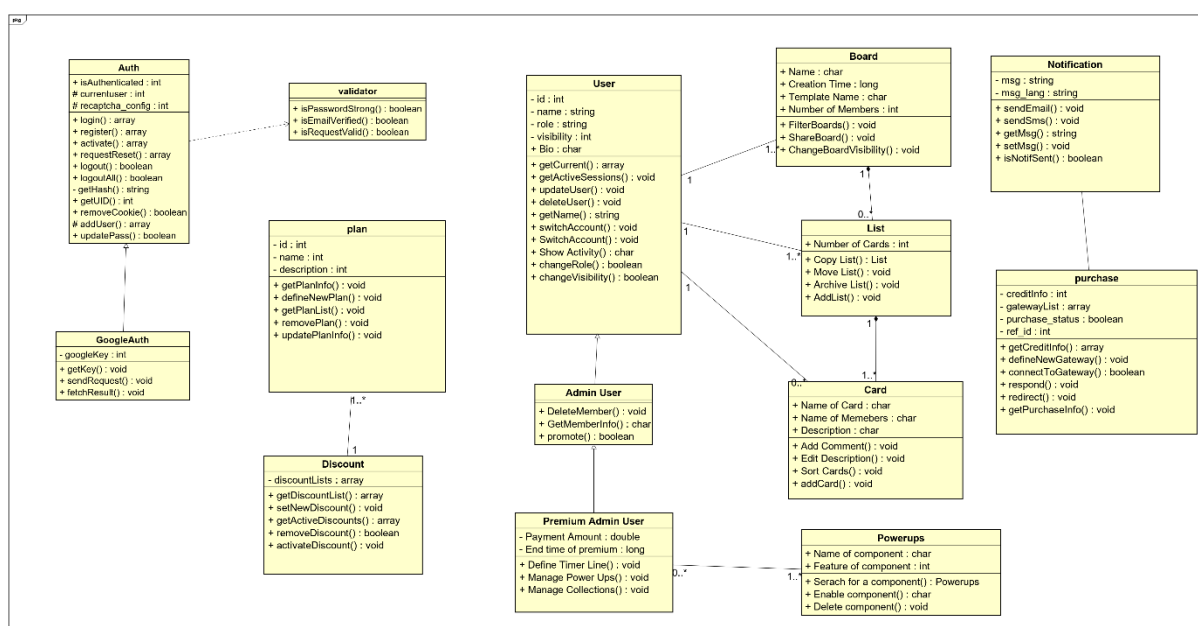 pkg
Auth
+ isAuthenticated : int
# currentuser : int
# recaptcha_config : int
+ login() : array
+ register() : array
+ activate() : array
+ requestReset() : array
+ logout() : boolean
+ logoutAll() : boolean
- getHash() : string
+ getUID() : int
+ removeCookie() : boolean
# addUser() : array
+ updatePass() : boolean
validator
+ isPasswordStrong() : boolean
+ isEmailVerified() : boolean
+ isRequestValid() : boolean
GoogleAuth
- googleKey : int
+ getKey() : void
+ sendRequest() : void
+ fetchResult() : void
plan
- id : int
- name : int
- description : int
+ getPlanInfo() : void
+ defineNewPlan() : void
+ getPlanList() : void
+ removePlan() : void
+ updatePlanInfo() : void
1..*
1
Discount
- discountLists : array
+ getDiscountList() : array
+ setNewDiscount() : void
+ getActiveDiscounts() : array
+ removeDiscount() : boolean
+ activateDiscount() : void
User
- id : int
- name : string
- role : string
- visibility : int
+ Bio : char
+ getCurrent() : array
+ getActiveSessions() : void
+ updateUser() : void
+ deleteUser() : void
+ getName() : string
+ switchAccount() : void
+ SwitchAccount() : void
+ Show Activity() : char
+ changeRole() : boolean
+ changeVisibility() : boolean
1
1..*
1
1..*
1
0..*
Admin User
+ DeleteMember() : void
+ GetMemberInfo() : char
+ promote() : boolean
Premium Admin User
- Payment Amount : double
- End time of premium : long
+ Define Timer Line() : void
+ Manage Power Ups() : void
+ Manage Collections() : void
0..*
1..*
Board
+ Name : char
+ Creation Time : long
+ Template Name : char
+ Number of Members : int
+ FilterBoards() : void
+ ShareBoard() : void
+ ChangeBoardVisibility() : void
1
0..*
List
+ Number of Cards : int
+ Copy List() : List
+ Move List() : void
+ Archive List() : void
+ AddList() : void
1
1..*
Card
+ Name of Card : char
+ Name of Memebers : char
+ Description : char
+ Add Comment() : void
+ Edit Description() : void
+ Sort Cards() : void
+ addCard() : void
Powerups
+ Name of component : char
+ Feature of component : int
+ Serach for a component() : Powerups
+ Enable component() : char
+ Delete component() : void
Notification
- msg : string
- msg_lang : string
+ sendEmail() : void
+ sendSms() : void
+ getMsg() : string
+ setMsg() : void
+ isNotifSent() : boolean
purchase
- creditInfo : int
- gatewayList : array
- purchase_status : boolean
- ref_id : int
+ getCreditInfo() : array
+ defineNewGateway() : void
+ connectToGateway() : boolean
+ respond() : void
+ redirect() : void
+ getPurchaseInfo() : void